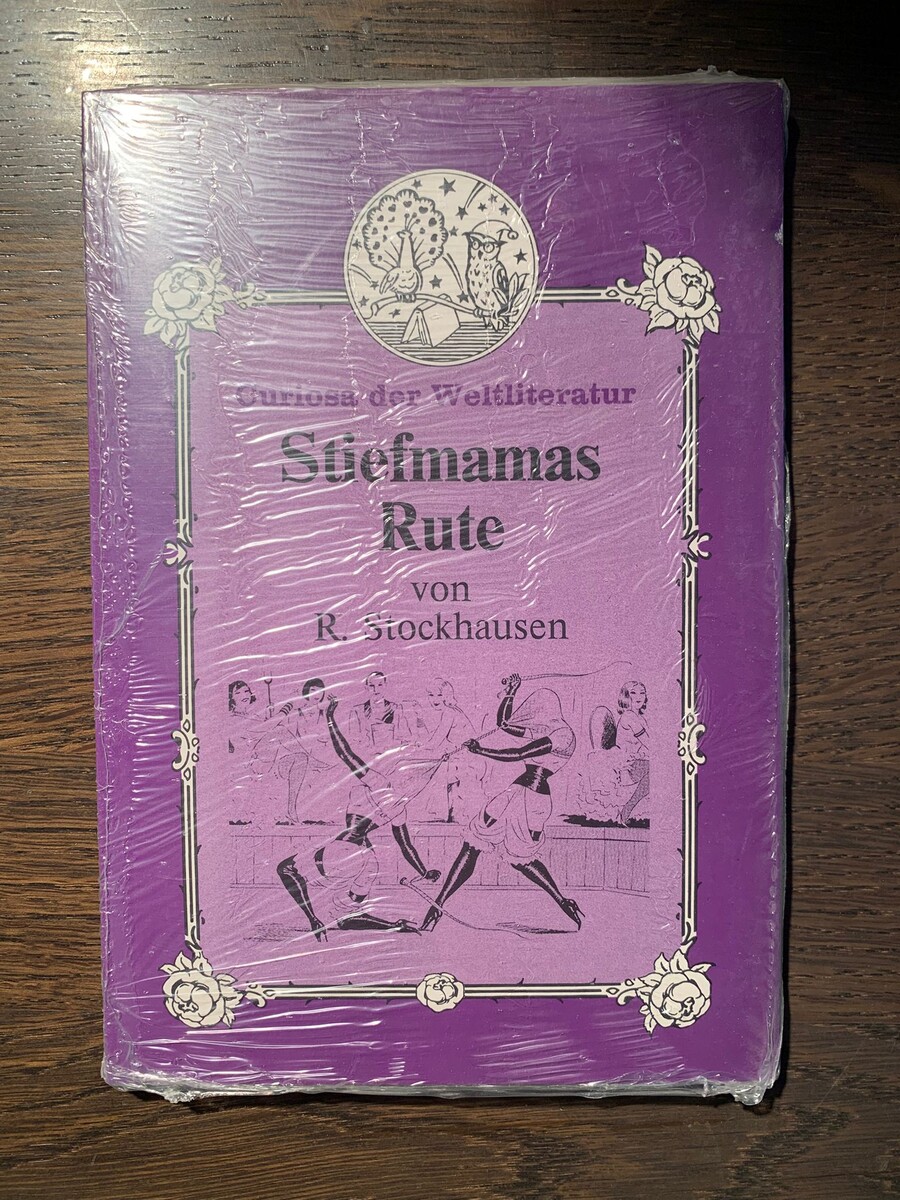 Curiosa der Weltliteratur
Stiefmamas
Rute
von
R. Stockhausen